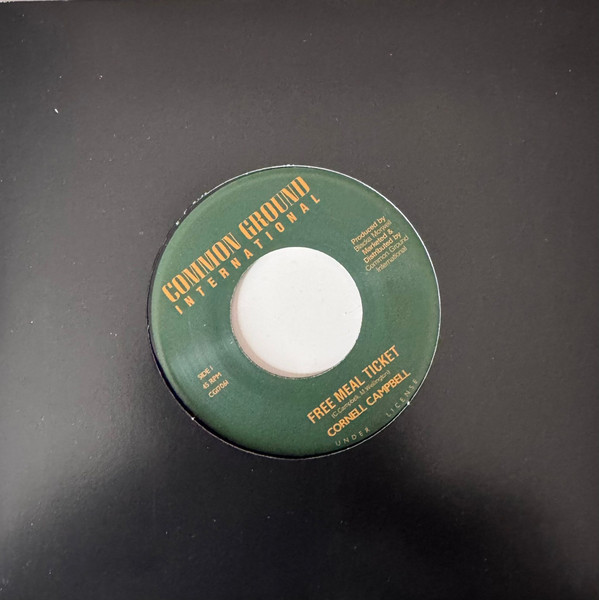 COMMON GROUND
INTERNATIONAL
Produced by
Marketed &
Distributed by
Common Ground
International
SIDE 1
45 RPM
FREE MEAL TICKET
CORNELL CAMPBELL
UNDER LICENSE